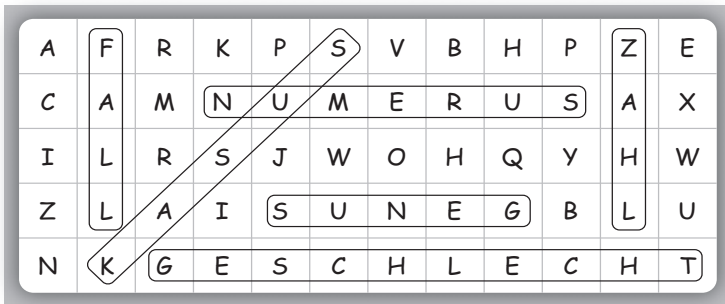 A F R K P S V B H P Z E
C A M N U M E R U S A X
I L R S J W O H Q Y H W
Z L A I S U N E G B L U
N K G E S C H L E C H T